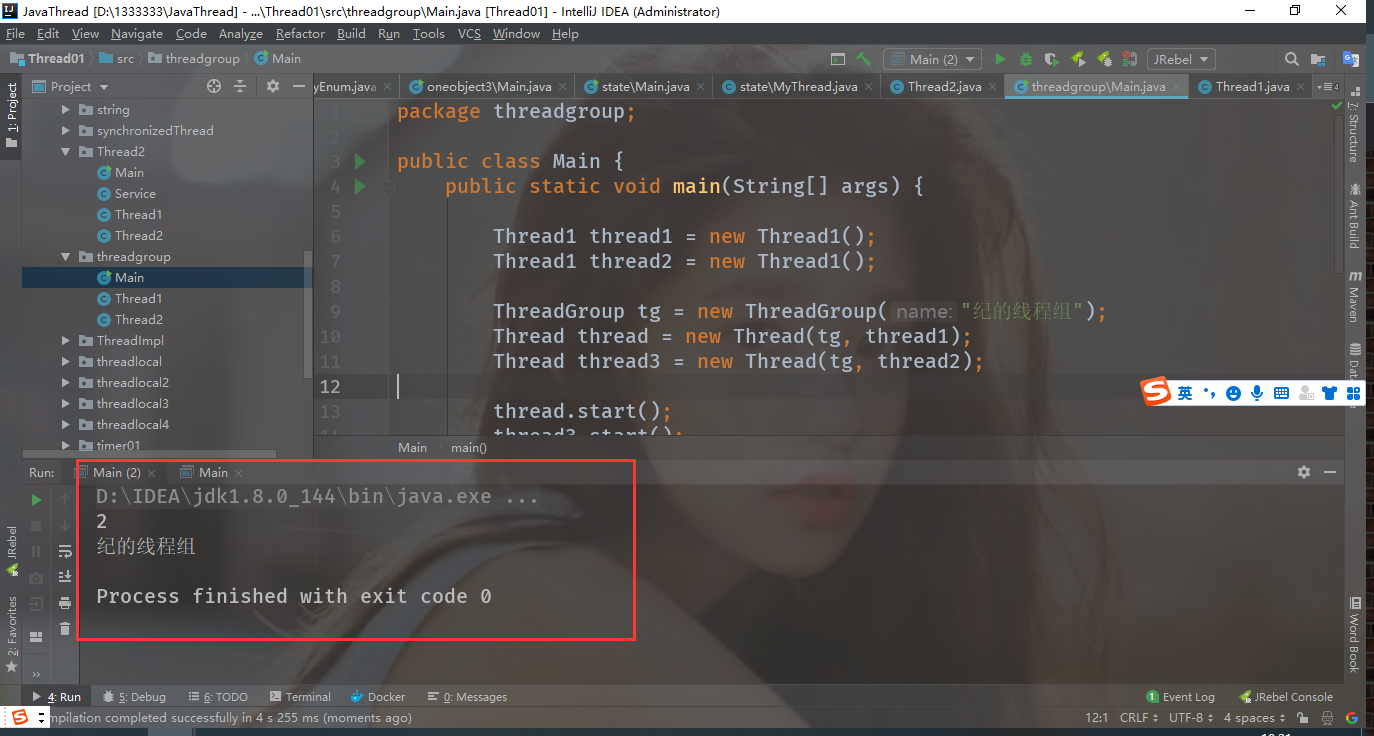 JavaThread [D:\1333333\JavaThread] - ...\Thread01\src\threadgroup\Main.java [Thread01] - IntelliJ IDEA (Administrator)
File Edit View Navigate Code Analyze Refactor Build Run Tools VCS Window Help
Thread01 src threadgroup Main
Main (2)
JRebel
1: Project
Project
string
synchronizedThread
Thread2
Main
Service
Thread1
Thread2
threadgroup
Main
Thread1
Thread2
ThreadImpl
threadlocal
threadlocal2
threadlocal3
threadlocal4
timer01
yEnum.java oneobject3\Main.java state\Main.java state\MyThread.java Thread2.java threadgroup\Main.java Thread1.java 4
1 package threadgroup;
2
3 public class Main {
4 public static void main(String[] args) {
5
6 Thread1 thread1 = new Thread1();
7 Thread1 thread2 = new Thread1();
8
9 ThreadGroup tg = new ThreadGroup( name: "纪的线程组");
10 Thread thread = new Thread(tg, thread1);
11 Thread thread3 = new Thread(tg, thread2);
12
13 thread.start();
14 thread3.start();
Main main()
7: Structure
Ant Build
Maven
英
Word Book
Run: Main (2) Main
D:\IDEA\jdk1.8.0_144\bin\java.exe ...
2
纪的线程组
Process finished with exit code 0
JRebel
2: Favorites
4: Run 5: Debug 6: TODO Terminal Docker 0: Messages 1 Event Log JRebel Console
mpilation completed successfully in 4 s 255 ms (moments ago) 12:1 CRLF UTF-8 4 spaces